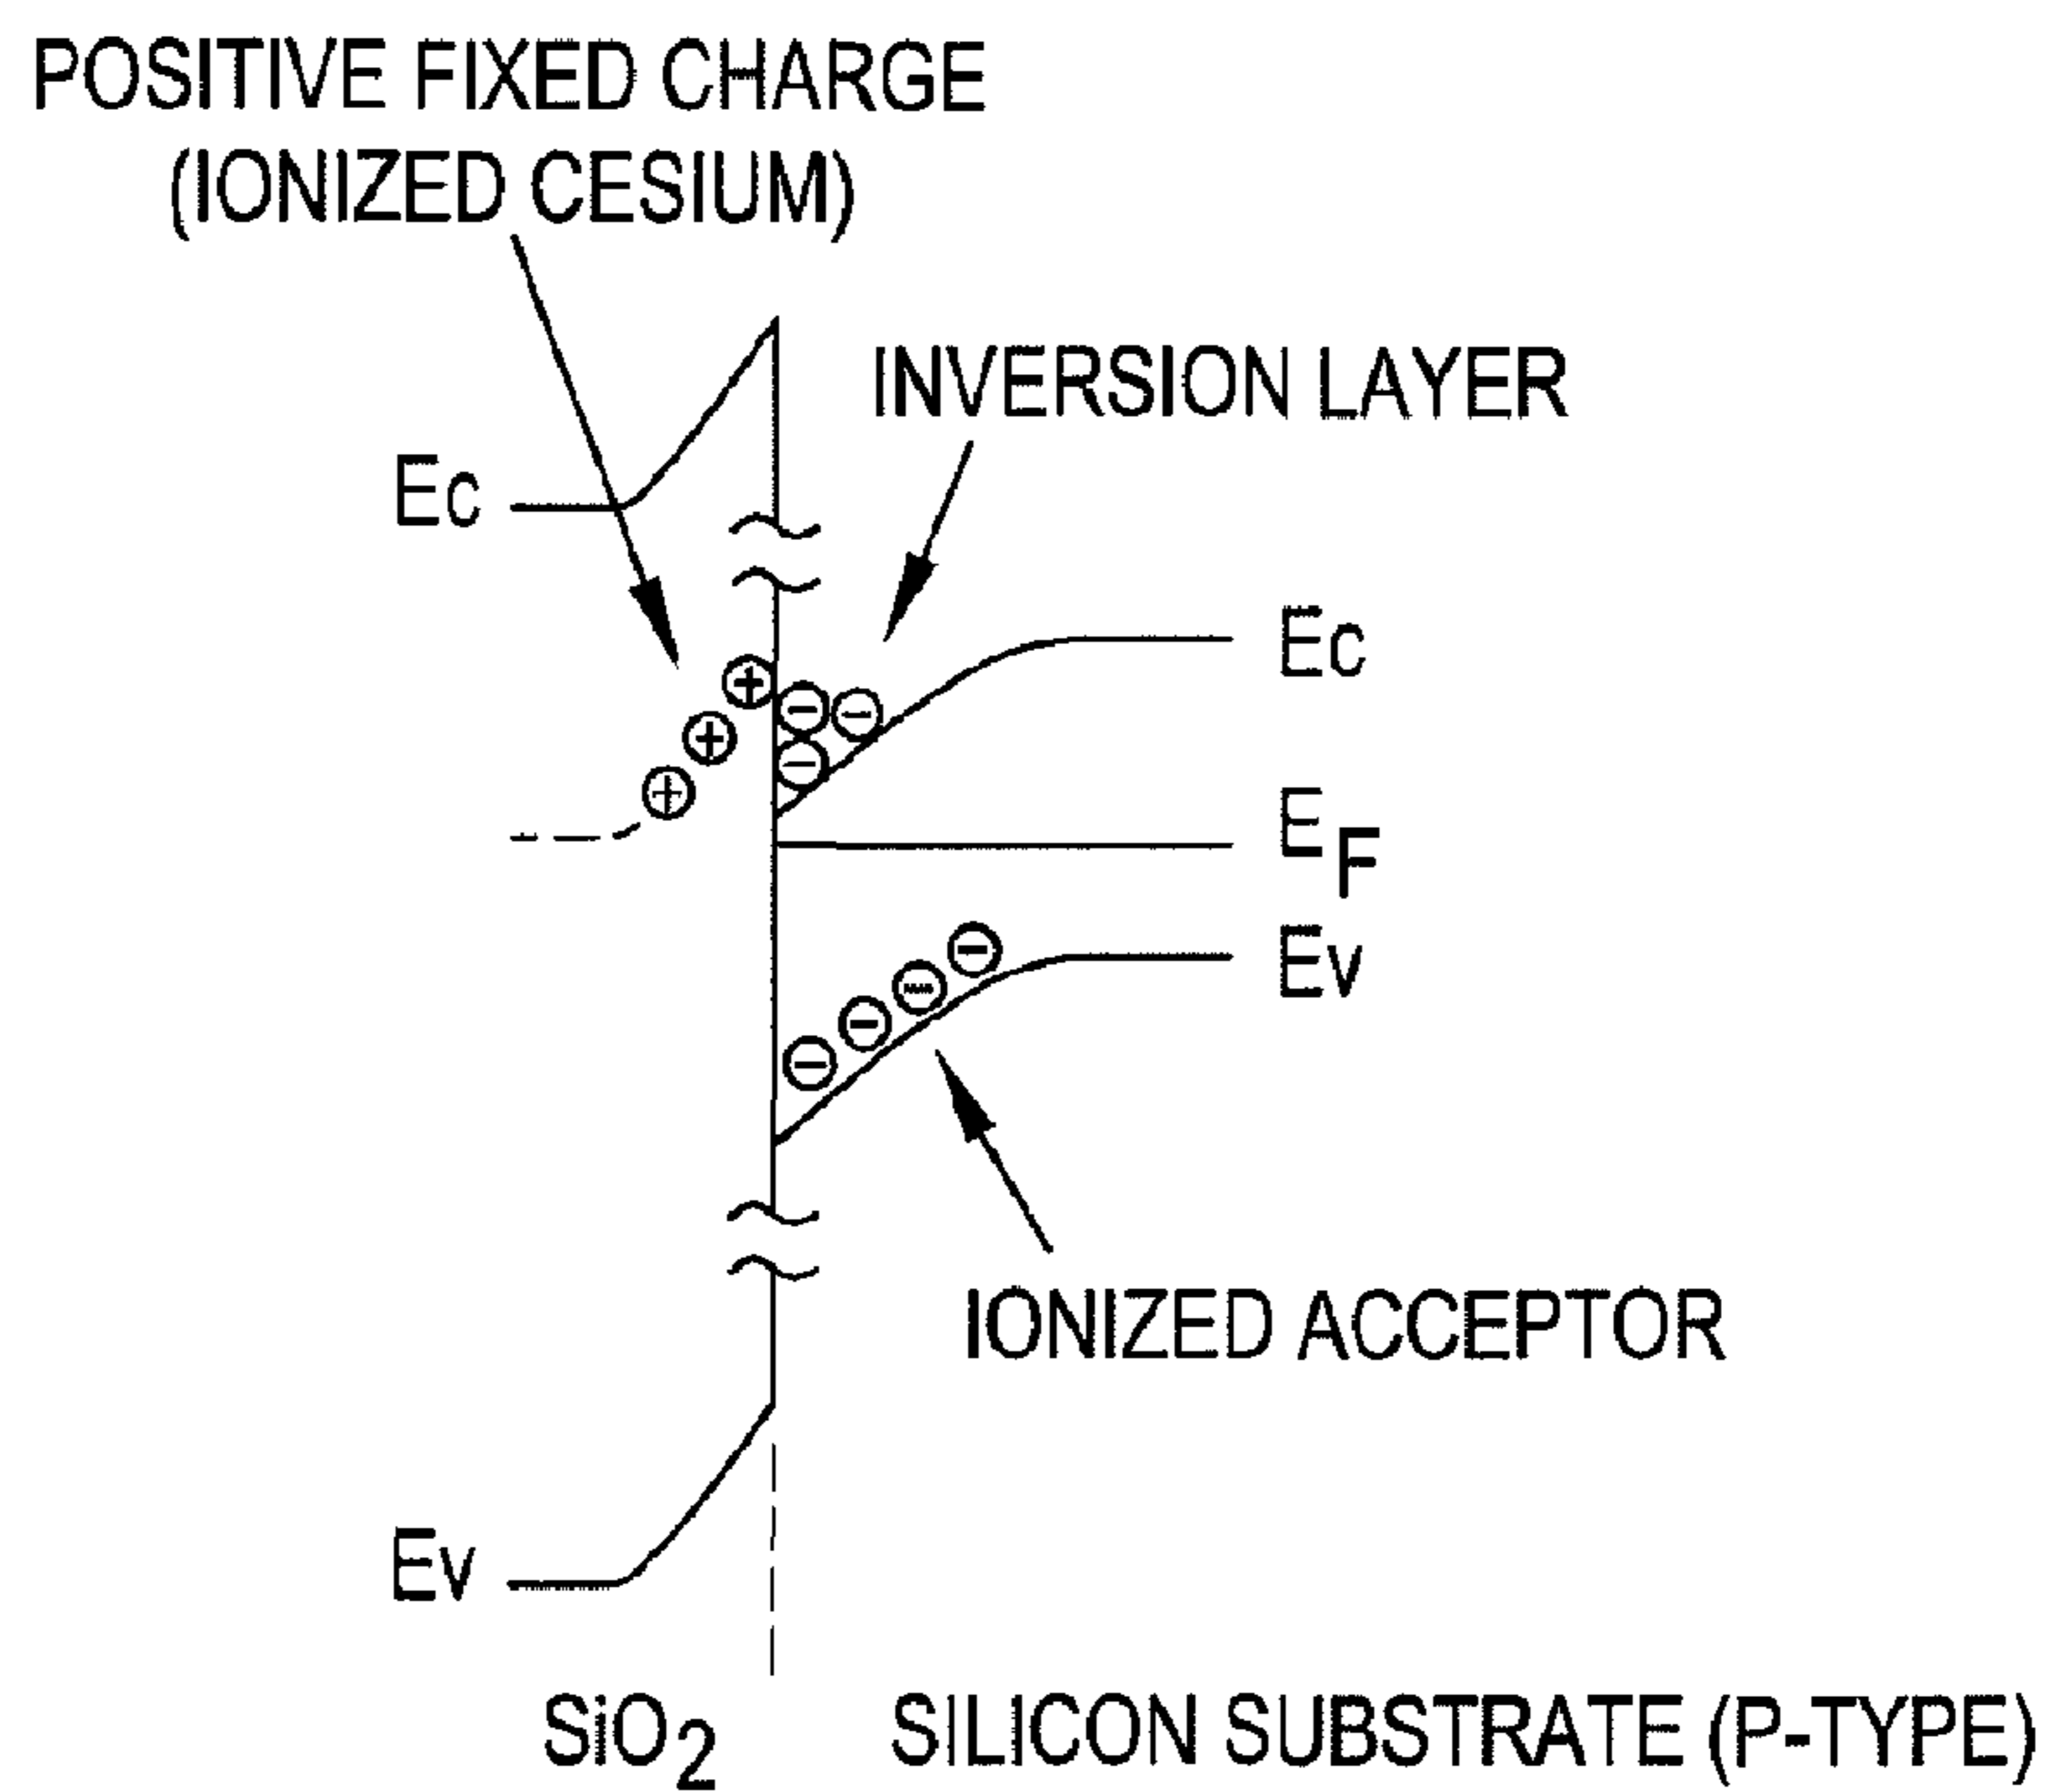 POSITIVE FIXED CHARGE
(IONIZED CESIUM)
INVERSION LAYER
Ec
Ec
EF
Ev
IONIZED ACCEPTOR
Ev
SiO2
SILICON SUBSTRATE (P-TYPE)